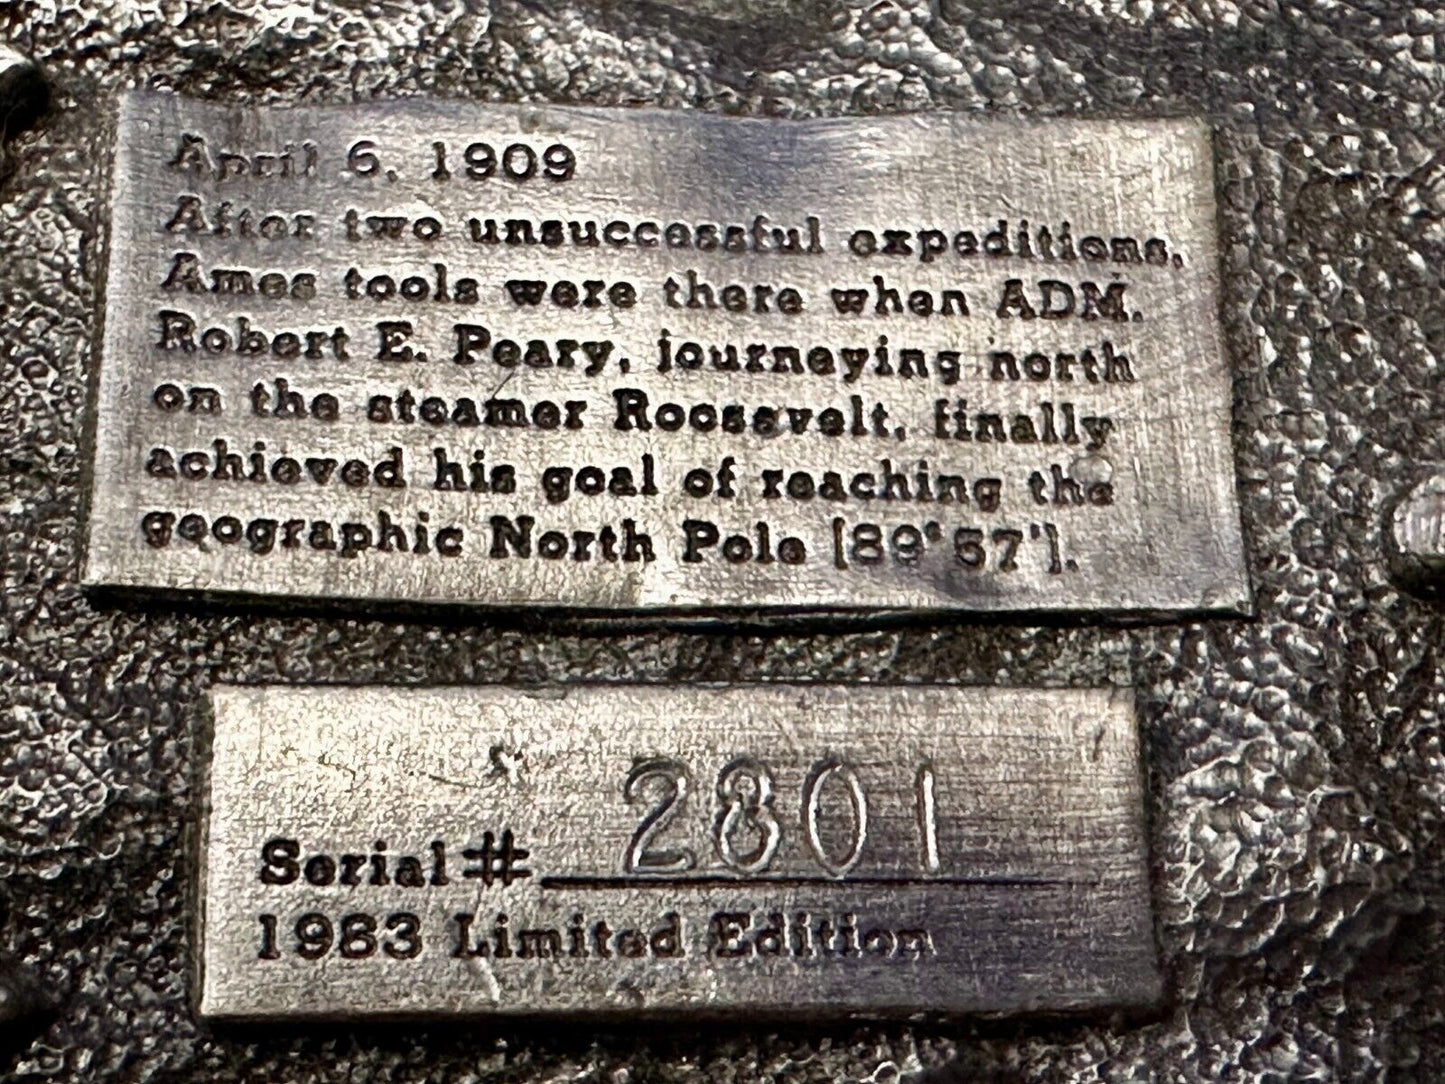 April 6, 1909
After two unsuccessful expeditions,
Ames tools were there when ADM.
Robert E. Peary, journeying north
on the steamer Roosevelt, finally
achieved his goal of reaching the
geographic North Pole [89° 57'].
Serial # 2801
1983 Limited Edition